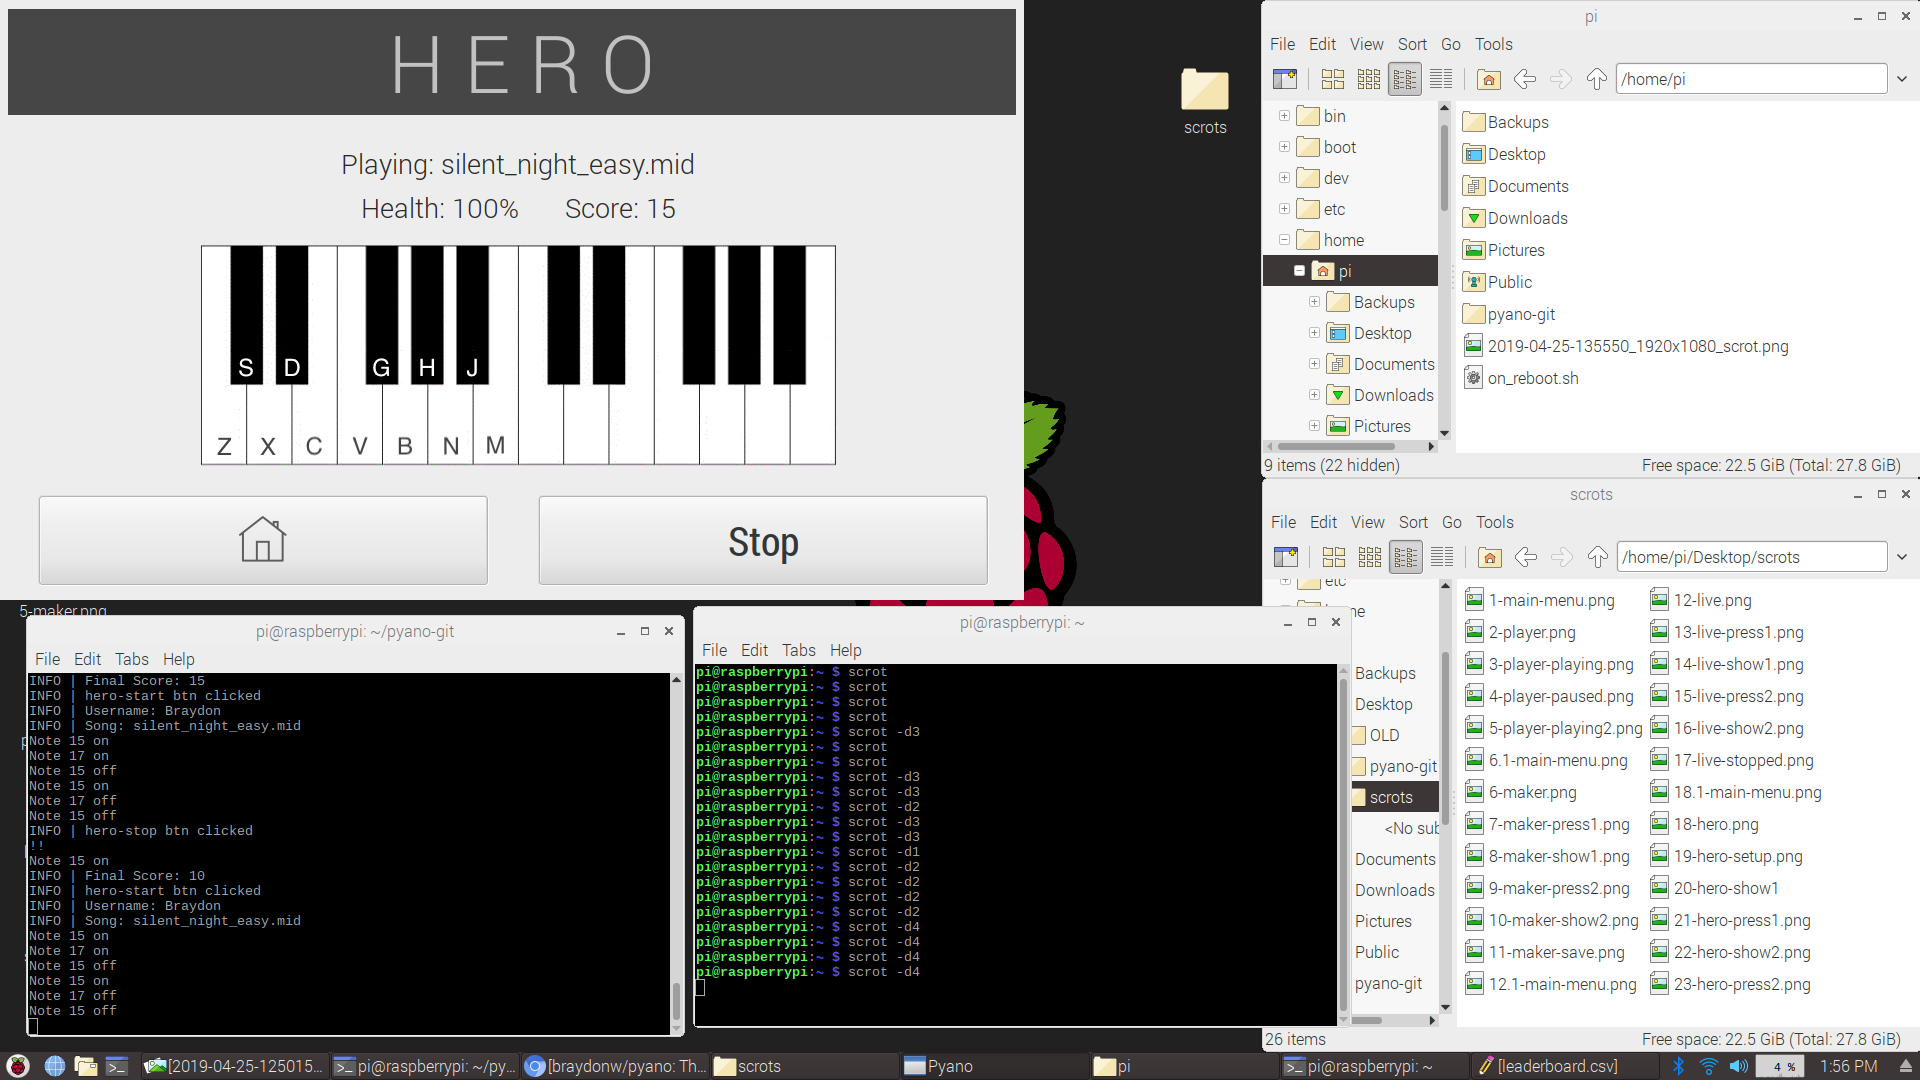 HERO
Playing: silent_night_easy.mid
Health: 100% Score: 15
S D G H J
Z X C V B N M
Stop
5-maker.png
scrots
pi
File Edit View Sort Go Tools
/home/pi
bin
boot
dev
etc
home
pi
Backups
Desktop
Documents
Downloads
Pictures
Backups
Desktop
Documents
Downloads
Pictures
Public
pyano-git
2019-04-25-135550_1920x1080_scrot.png
on_reboot.sh
9 items (22 hidden) Free space: 22.5 GiB (Total: 27.8 GiB)
scrots
File Edit View Sort Go Tools
/home/pi/Desktop/scrots
etc
Backups
Desktop
OLD
pyano-git
scrots
<No sub
Documents
Downloads
Pictures
Public
pyano-git
1-main-menu.png
2-player.png
3-player-playing.png
4-player-paused.png
5-player-playing2.png
6.1-main-menu.png
6-maker.png
7-maker-press1.png
8-maker-show1.png
9-maker-press2.png
10-maker-show2.png
11-maker-save.png
12.1-main-menu.png
12-live.png
13-live-press1.png
14-live-show1.png
15-live-press2.png
16-live-show2.png
17-live-stopped.png
18.1-main-menu.png
18-hero.png
19-hero-setup.png
20-hero-show1
21-hero-press1.png
22-hero-show2.png
23-hero-press2.png
26 items Free space: 22.5 GiB (Total: 27.8 GiB)
pi@raspberrypi: ~/pyano-git
File Edit Tabs Help
INFO | Final Score: 15
INFO | hero-start btn clicked
INFO | Username: Braydon
INFO | Song: silent_night_easy.mid
Note 15 on
Note 17 on
Note 15 off
Note 15 on
Note 17 off
Note 15 off
INFO | hero-stop btn clicked
!!
Note 15 on
INFO | Final Score: 10
INFO | hero-start btn clicked
INFO | Username: Braydon
INFO | Song: silent_night_easy.mid
Note 15 on
Note 17 on
Note 15 off
Note 15 on
Note 17 off
Note 15 off
pi@raspberrypi: ~
File Edit Tabs Help
pi@raspberrypi:~ $ scrot
pi@raspberrypi:~ $ scrot
pi@raspberrypi:~ $ scrot
pi@raspberrypi:~ $ scrot
pi@raspberrypi:~ $ scrot -d3
pi@raspberrypi:~ $ scrot
pi@raspberrypi:~ $ scrot
pi@raspberrypi:~ $ scrot -d3
pi@raspberrypi:~ $ scrot -d3
pi@raspberrypi:~ $ scrot -d2
pi@raspberrypi:~ $ scrot -d3
pi@raspberrypi:~ $ scrot -d3
pi@raspberrypi:~ $ scrot -d1
pi@raspberrypi:~ $ scrot -d2
pi@raspberrypi:~ $ scrot -d2
pi@raspberrypi:~ $ scrot -d2
pi@raspberrypi:~ $ scrot -d2
pi@raspberrypi:~ $ scrot -d4
pi@raspberrypi:~ $ scrot -d4
pi@raspberrypi:~ $ scrot -d4
pi@raspberrypi:~ $ scrot -d4
[2019-04-25-125015... pi@raspberrypi: ~/py... [braydonw/pyano: Th... scrots Pyano pi pi@raspberrypi: ~ [leaderboard.csv] 4 % 1:56 PM